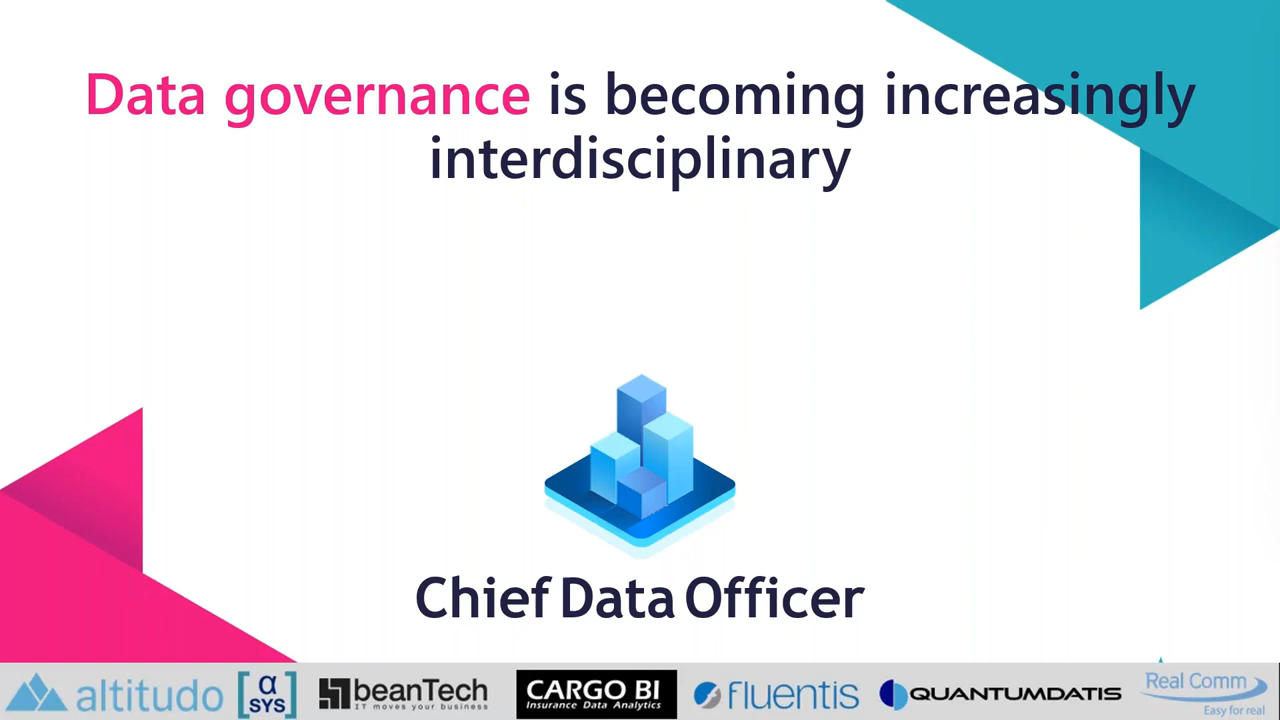 Data governance is becoming increasingly
interdisciplinary
Chief Data Officer
altitudo
α
SYS
beanTech
IT moves your business
CARGO BI
Insurance Data Analytics
fluentis
QUANTUMDATIS
Real Comm
Easy for real